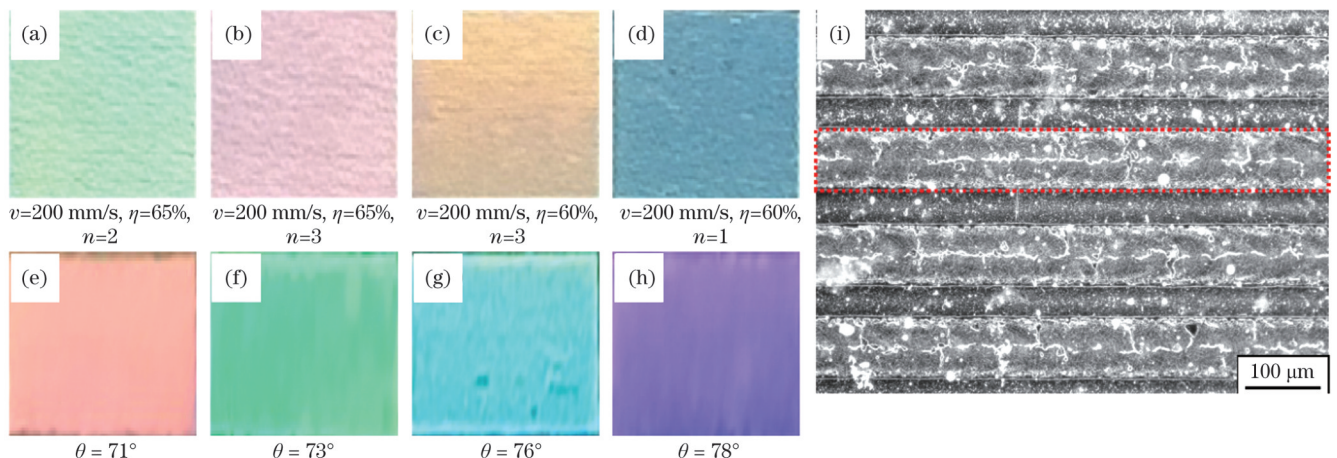 (a)
(b)
(c)
(d)
(i)
v=200 mm/s, η=65%,
n=2
v=200 mm/s, η=65%,
n=3
v=200 mm/s, η=60%,
n=3
v=200 mm/s, η=60%,
n=1
(e)
(f)
(g)
(h)
100 μm
θ = 71°
θ = 73°
θ = 76°
θ = 78°